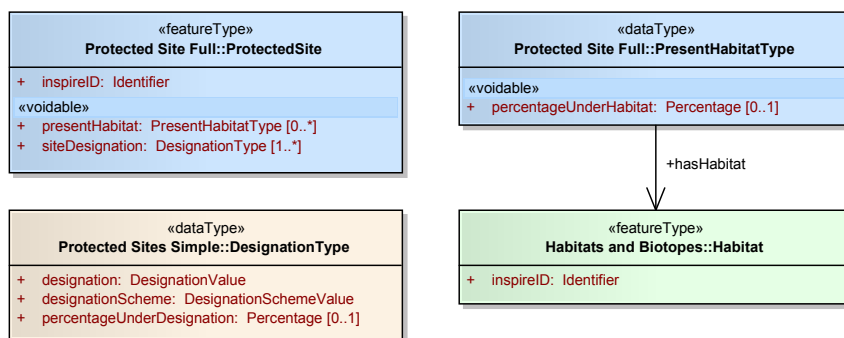 «featureType»
Protected Site Full::ProtectedSite
+ inspireID: Identifier
«voidable»
+ presentHabitat: PresentHabitatType [0..*]
+ siteDesignation: DesignationType [1..*]
«dataType»
Protected Site Full::PresentHabitatType
«voidable»
+ percentageUnderHabitat: Percentage [0..1]
+hasHabitat
«dataType»
Protected Sites Simple::DesignationType
+ designation: DesignationValue
+ designationScheme: DesignationSchemeValue
+ percentageUnderDesignation: Percentage [0..1]
«featureType»
Habitats and Biotopes::Habitat
+ inspireID: Identifier